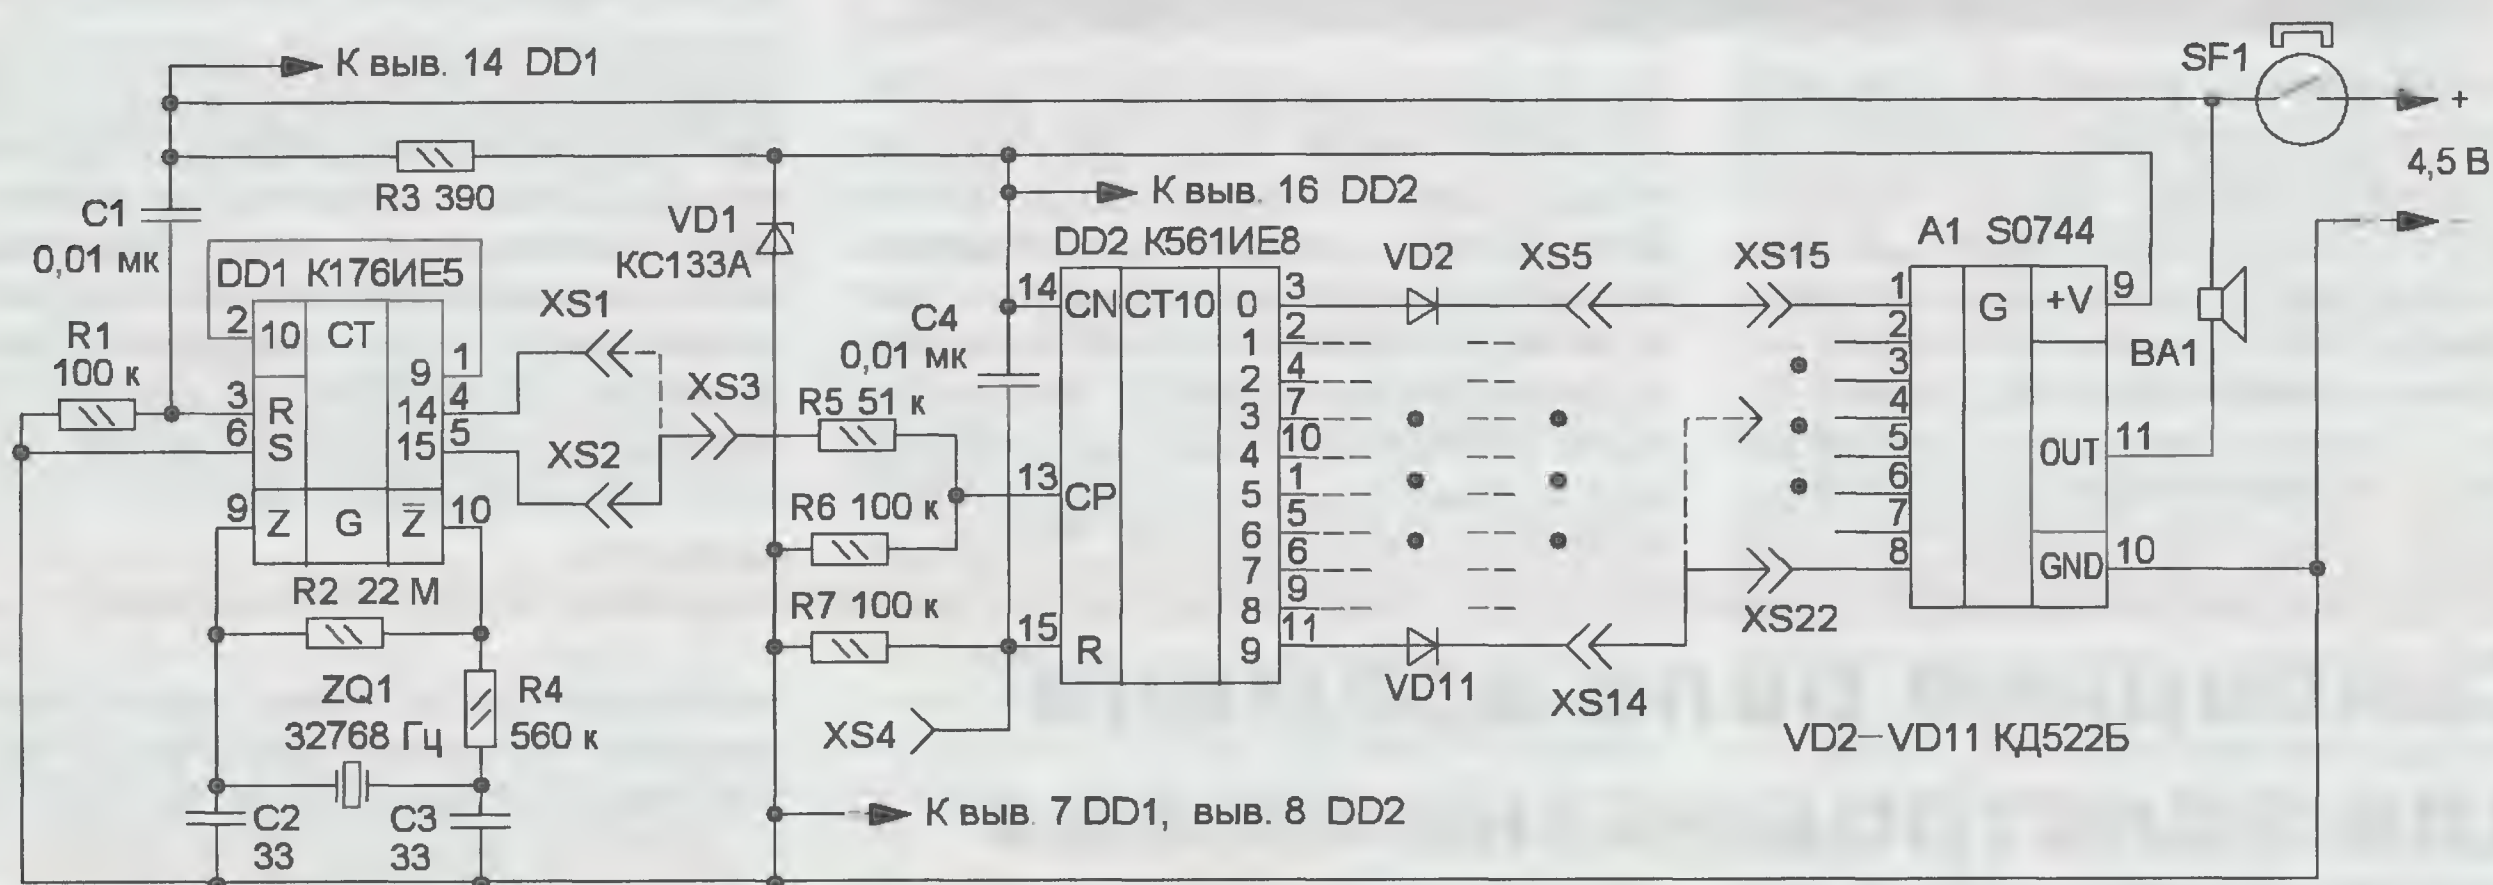 К выв. 14 DD1
SF1
+
4,5 В
–
R3 390
C1
0,01 мк
VD1
КС133А
К выв. 16 DD2
DD1 К176ИЕ5
2
10
CT
1
9
R1
100 к
3
R
14
4
6
S
15
5
9
Z
G
Z̅
10
XS1
XS2
XS3
R2 22 М
ZQ1
32768 Гц
R4
560 к
C2
33
C3
33
DD2 К561ИЕ8
C4
0,01 мк
R5 51 к
R6 100 к
R7 100 к
XS4
14
CN
CT10
13
CP
15
R
0
3
1
2
2
4
3
7
4
10
5
1
6
5
7
6
8
9
9
11
VD2
XS5
XS15
VD11
XS14
XS22
A1 S0744
1
2
3
4
5
6
7
8
G
+V
9
OUT
11
GND
10
BA1
VD2–VD11 КД522Б
К выв. 7 DD1, выв. 8 DD2